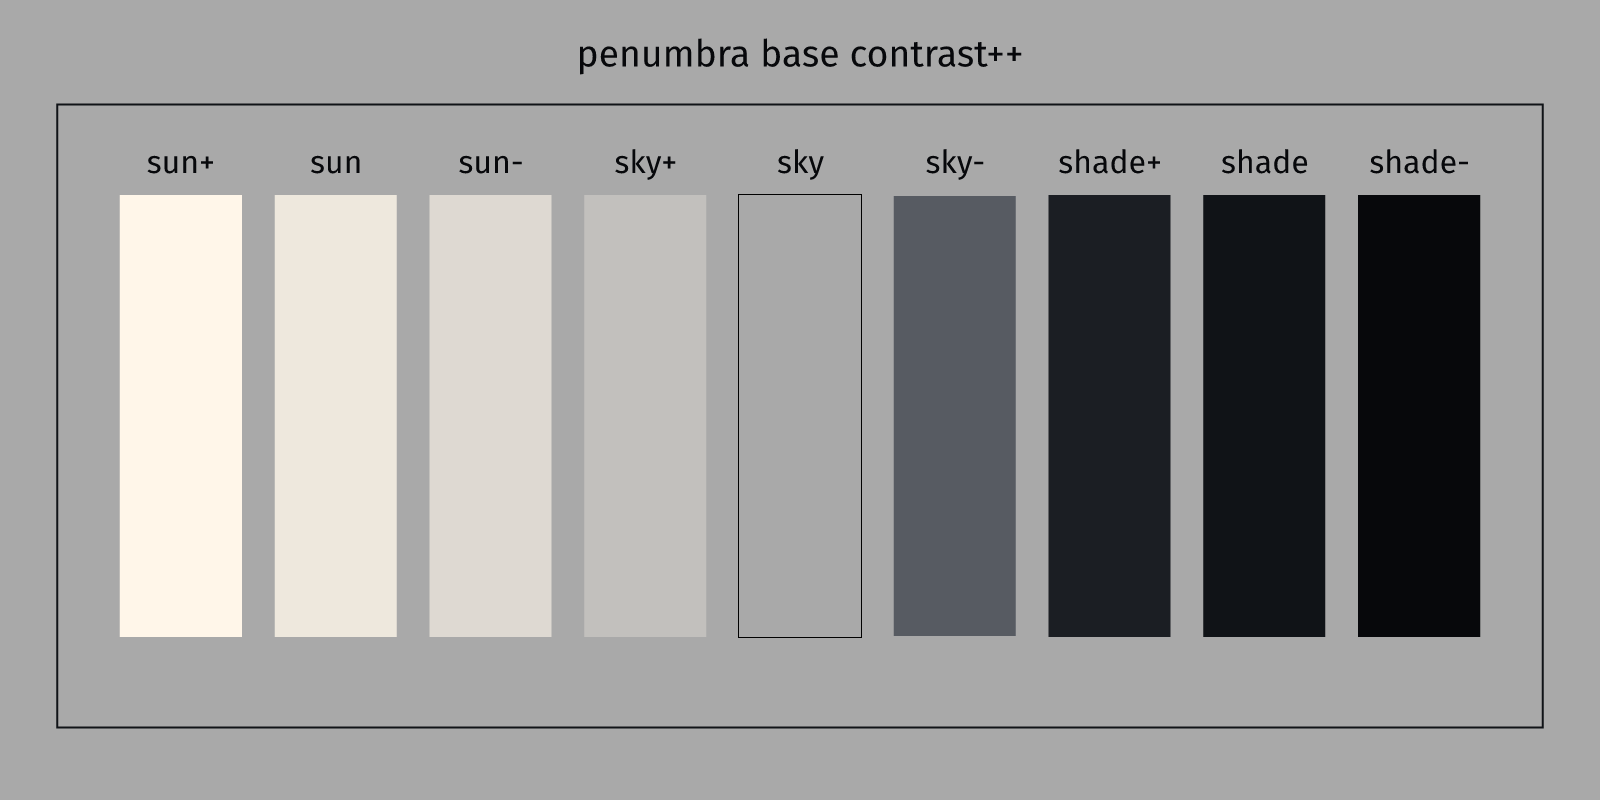 penumbra base contrast++
sun+ sun sun- sky+ sky sky- shade+ shade shade-